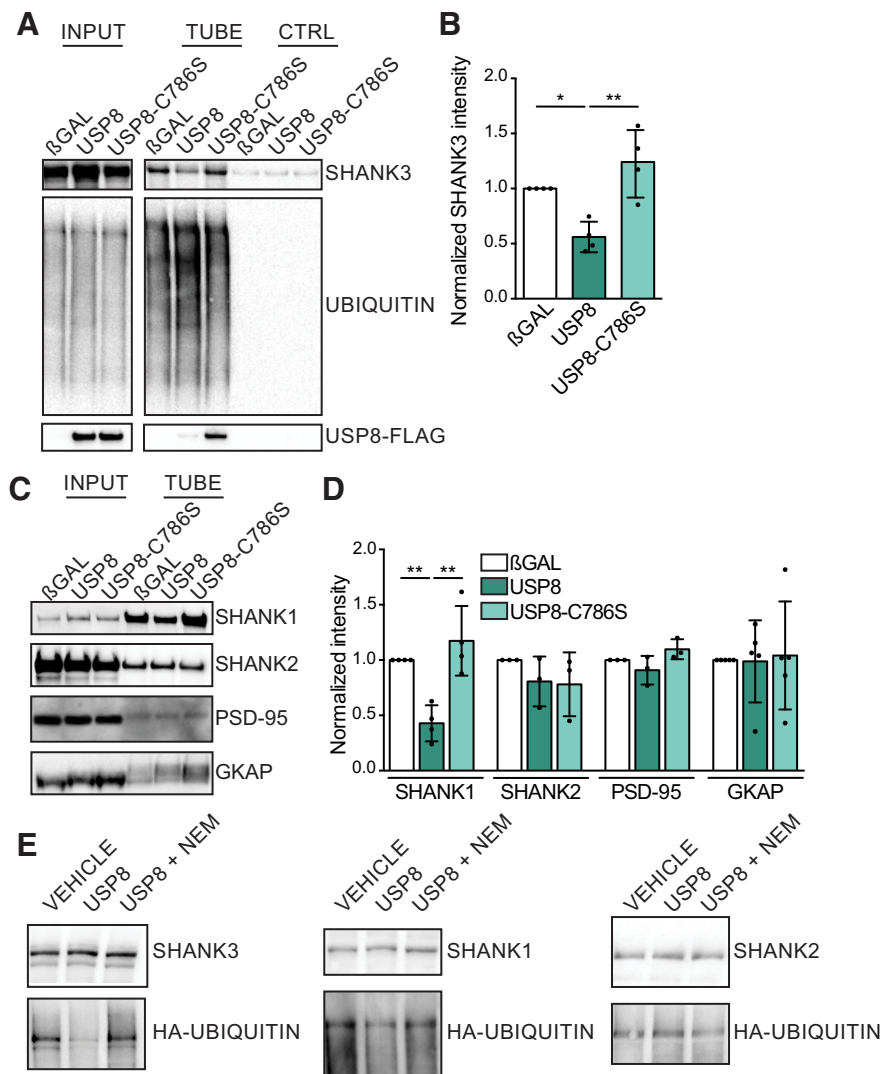 A
INPUT TUBE CTRL
ßGAL USP8 USP8-C786S ßGAL USP8 USP8-C786S ßGAL USP8 USP8-C786S
SHANK3
UBIQUITIN
USP8-FLAG
B
Normalized SHANK3 intensity
2.0
1.5
1.0
0.5
0.0
* **
ßGAL USP8 USP8-C786S
C
INPUT TUBE
ßGAL USP8 USP8-C786S ßGAL USP8 USP8-C786S
SHANK1
SHANK2
PSD-95
GKAP
D
Normalized intensity
2.0
1.5
1.0
0.5
0.0
** **
ßGAL
USP8
USP8-C786S
SHANK1 SHANK2 PSD-95 GKAP
E
VEHICLE USP8 USP8 + NEM
SHANK3
HA-UBIQUITIN
VEHICLE USP8 USP8 + NEM
SHANK1
HA-UBIQUITIN
VEHICLE USP8 USP8 + NEM
SHANK2
HA-UBIQUITIN